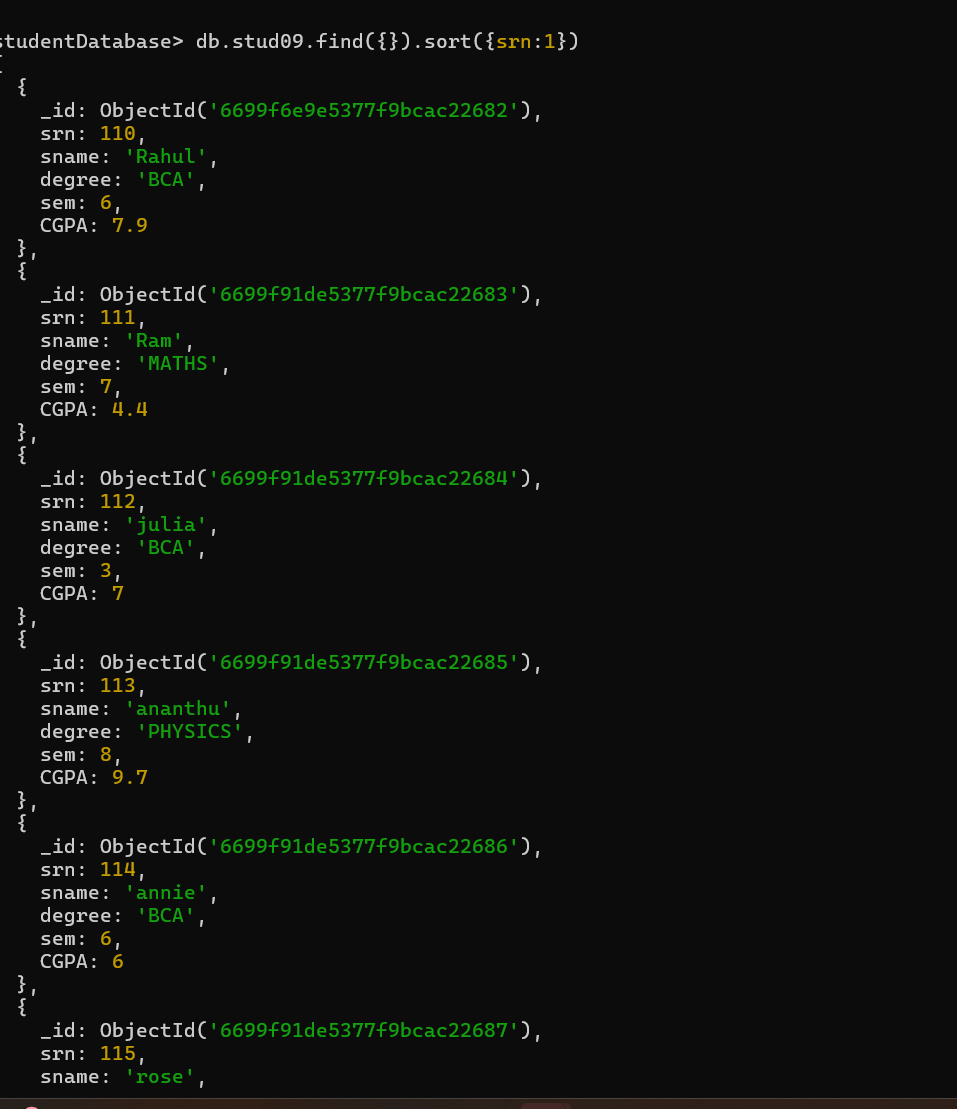 studentDatabase> db.stud09.find({}).sort({srn:1})
[
  {
    _id: ObjectId('6699f6e9e5377f9bcac22682'),
    srn: 110,
    sname: 'Rahul',
    degree: 'BCA',
    sem: 6,
    CGPA: 7.9
  },
  {
    _id: ObjectId('6699f91de5377f9bcac22683'),
    srn: 111,
    sname: 'Ram',
    degree: 'MATHS',
    sem: 7,
    CGPA: 4.4
  },
  {
    _id: ObjectId('6699f91de5377f9bcac22684'),
    srn: 112,
    sname: 'julia',
    degree: 'BCA',
    sem: 3,
    CGPA: 7
  },
  {
    _id: ObjectId('6699f91de5377f9bcac22685'),
    srn: 113,
    sname: 'ananthu',
    degree: 'PHYSICS',
    sem: 8,
    CGPA: 9.7
  },
  {
    _id: ObjectId('6699f91de5377f9bcac22686'),
    srn: 114,
    sname: 'annie',
    degree: 'BCA',
    sem: 6,
    CGPA: 6
  },
  {
    _id: ObjectId('6699f91de5377f9bcac22687'),
    srn: 115,
    sname: 'rose',